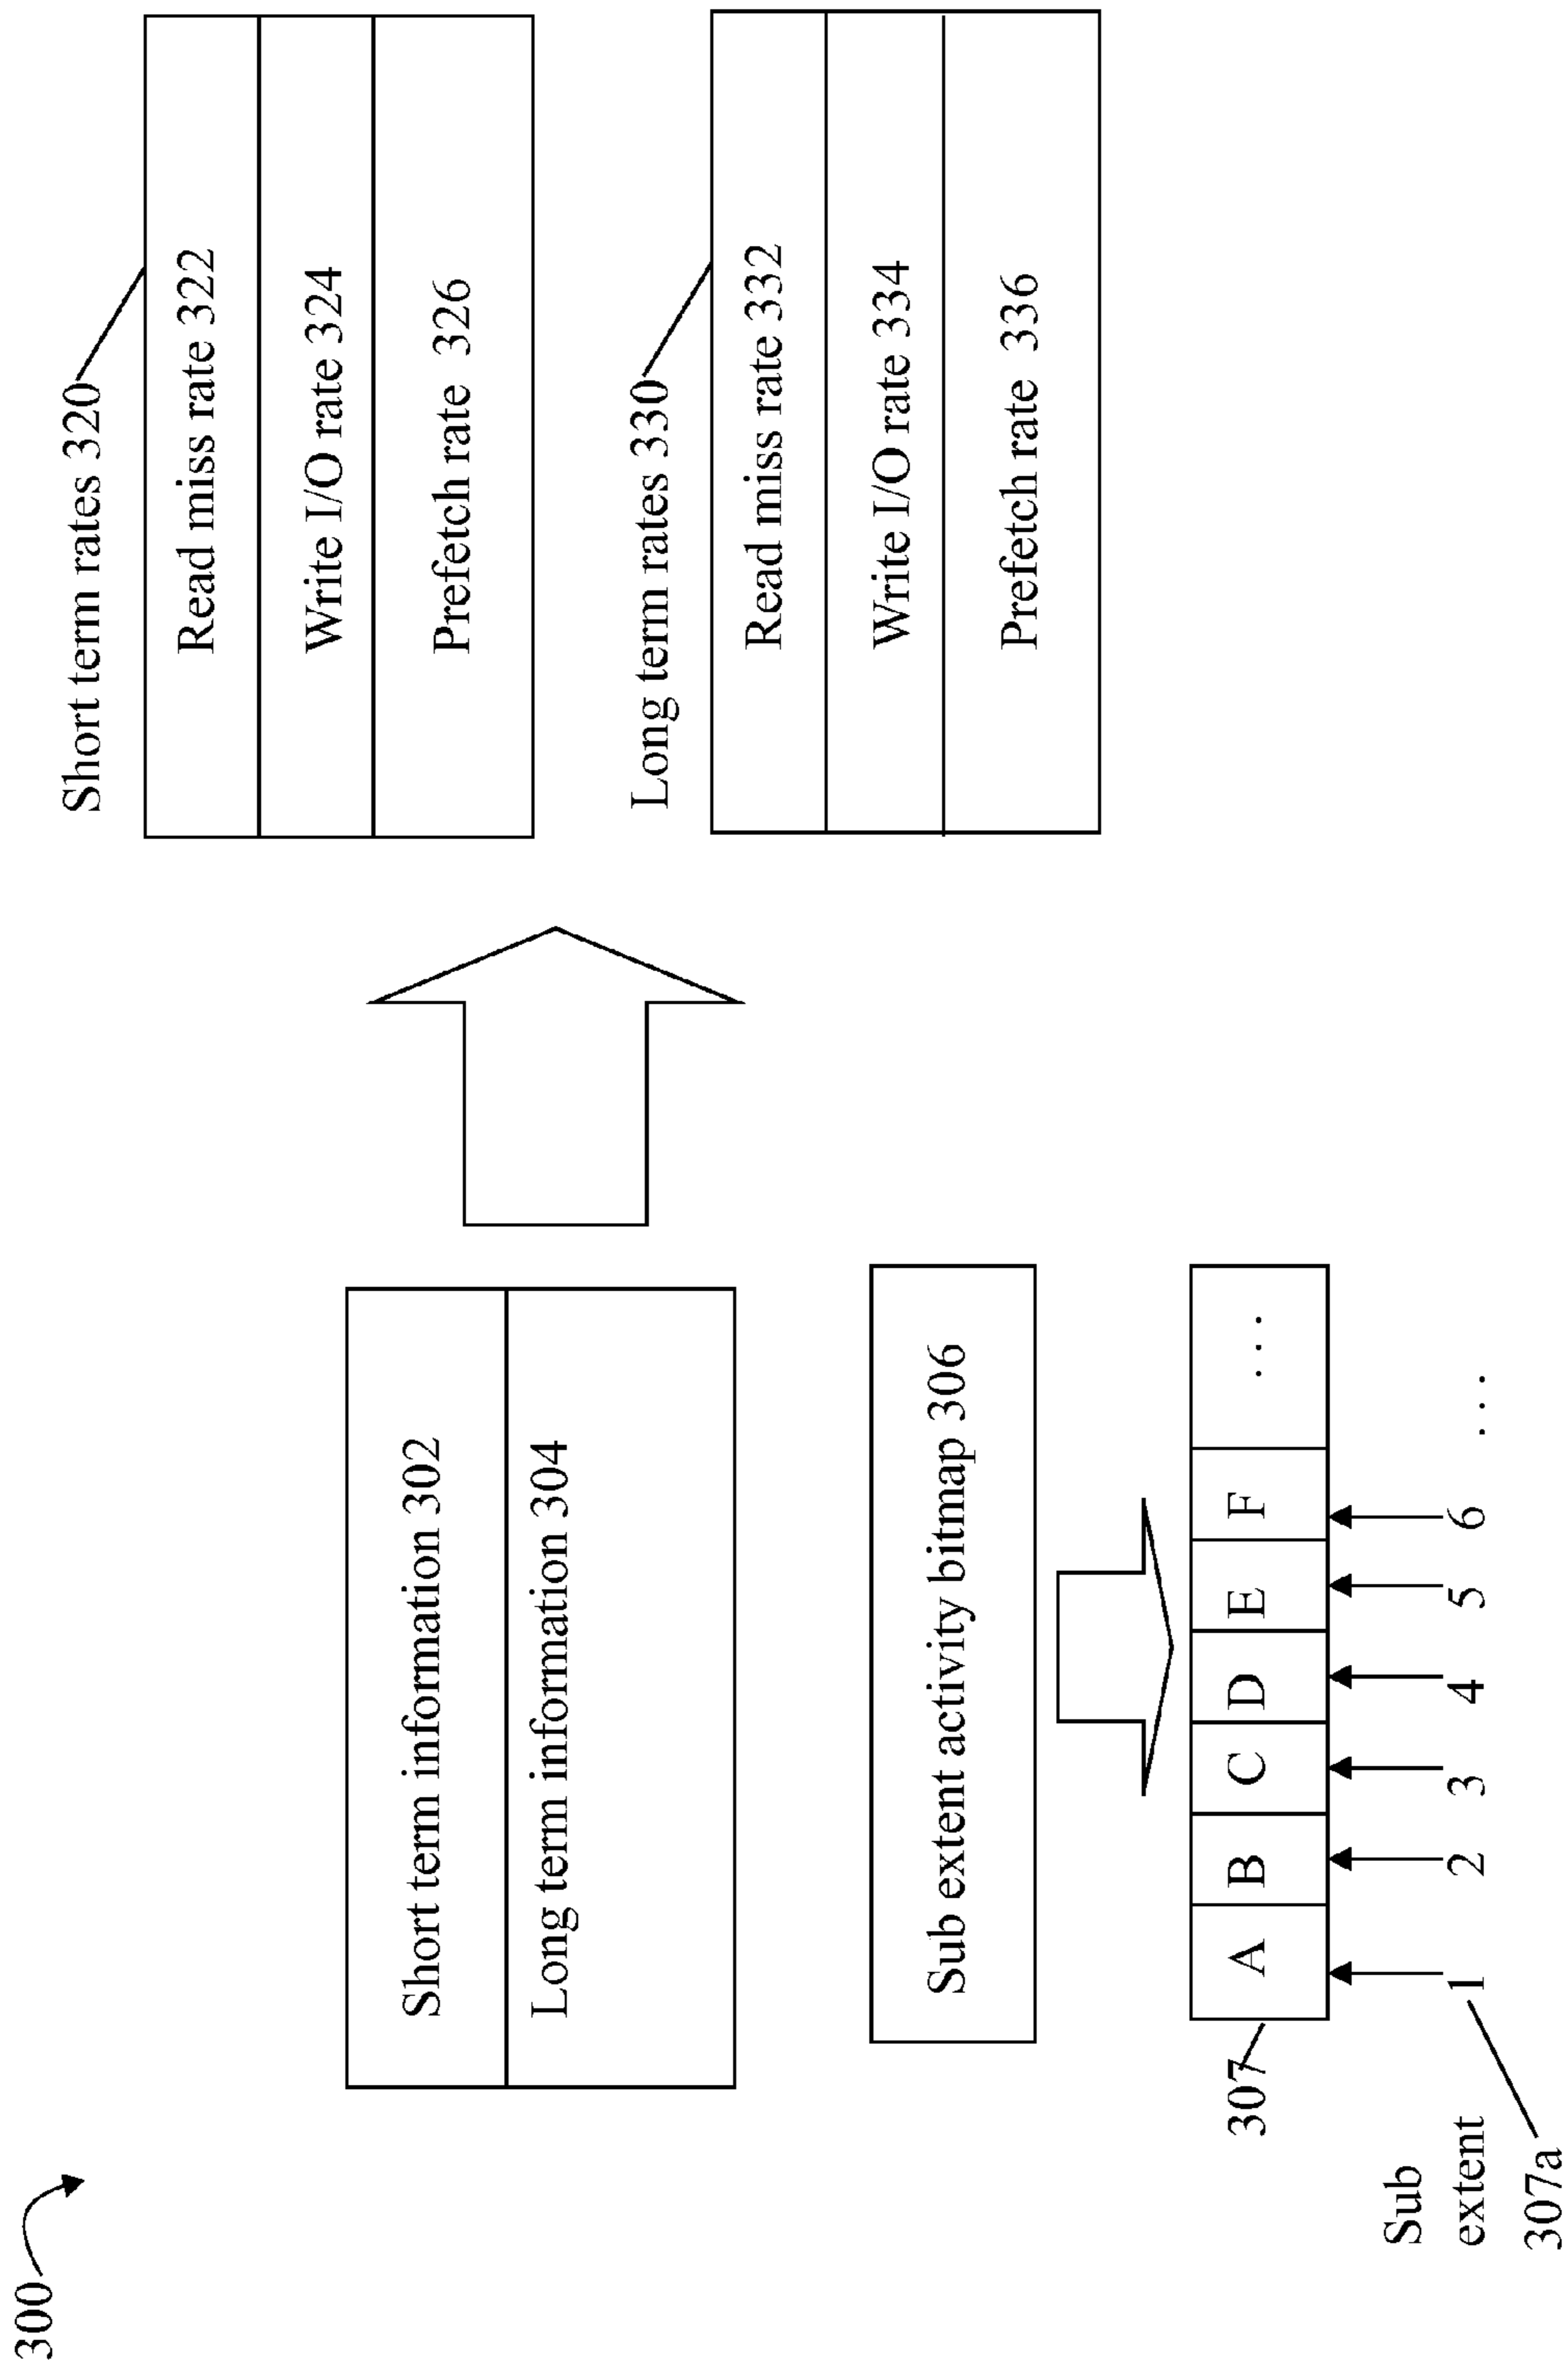 300
Short term rates 320
Read miss rate 322
Write I/O rate 324
Prefetch rate 326
Short term information 302
Long term information 304
Long term rates 330
Read miss rate 332
Write I/O rate 334
Prefetch rate 336
Sub extent activity bitmap 306
307
A B C D E F ...
Sub
extent
1 2 3 4 5 6 ...
307a